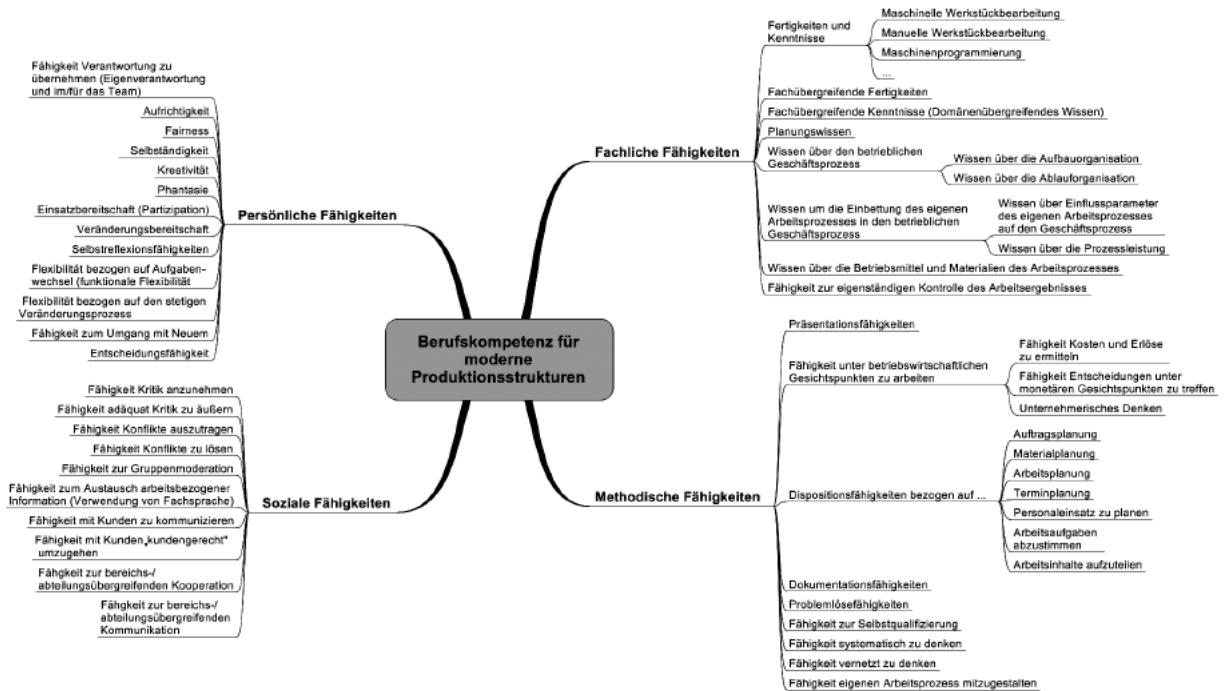 Berufskompetenz für
moderne
Produktionsstrukturen
Persönliche Fähigkeiten
Fähigkeit Verantwortung zu
übernehmen (Eigenverantwortung
und im/für das Team)
Aufrichtigkeit
Fairness
Selbständigkeit
Kreativität
Phantasie
Einsatzbereitschaft (Partizipation)
Veränderungsbereitschaft
Selbstreflexionsfähigkeiten
Flexibilität bezogen auf Aufgaben-
wechsel (funktionale Flexibilität
Flexibilität bezogen auf den stetigen
Veränderungsprozess
Fähigkeit zum Umgang mit Neuem
Entscheidungsfähigkeit
Soziale Fähigkeiten
Fähigkeit Kritik anzunehmen
Fähigkeit adäquat Kritik zu äußern
Fähigkeit Konflikte auszutragen
Fähigkeit Konflikte zu lösen
Fähigkeit zur Gruppenmoderation
Fähigkeit zum Austausch arbeitsbezogener
Information (Verwendung von Fachsprache)
Fähigkeit mit Kunden zu kommunizieren
Fähigkeit mit Kunden „kundengerecht"
umzugehen
Fähgkeit zur bereichs-/
abteilungsübergreifenden Kooperation
Fähgkeit zur bereichs-/
abteilungsübergreifenden
Kommunikation
Fachliche Fähigkeiten
Fertigkeiten und
Kenntnisse
Maschinelle Werkstückbearbeitung
Manuelle Werkstückbearbeitung
Maschinenprogrammierung
...
Fachübergreifende Fertigkeiten
Fachübergreifende Kenntnisse (Domänenübergreifendes Wissen)
Planungswissen
Wissen über den betrieblichen
Geschäftsprozess
Wissen über die Aufbauorganisation
Wissen über die Ablauforganisation
Wissen um die Einbettung des eigenen
Arbeitsprozesses in den betrieblichen
Geschäftsprozess
Wissen über Einflussparameter
des eigenen Arbeitsprozesses
auf den Geschäftsprozess
Wissen über die Prozessleistung
Wissen über die Betriebsmittel und Materialien des Arbeitsprozesses
Fähigkeit zur eigenständigen Kontrolle des Arbeitsergebnisses
Methodische Fähigkeiten
Präsentationsfähigkeiten
Fähigkeit unter betriebswirtschaftlichen
Gesichtspunkten zu arbeiten
Fähigkeit Kosten und Erlöse
zu ermitteln
Fähigkeit Entscheidungen unter
monetären Gesichtspunkten zu treffen
Unternehmerisches Denken
Dispositionsfähigkeiten bezogen auf ...
Auftragsplanung
Materialplanung
Arbeitsplanung
Terminplanung
Personaleinsatz zu planen
Arbeitsaufgaben
abzustimmen
Arbeitsinhalte aufzuteilen
Dokumentationsfähigkeiten
Problemlösefähigkeiten
Fähigkeit zur Selbstqualifizierung
Fähigkeit systematisch zu denken
Fähigkeit vernetzt zu denken
Fähigkeit eigenen Arbeitsprozess mitzugestalten